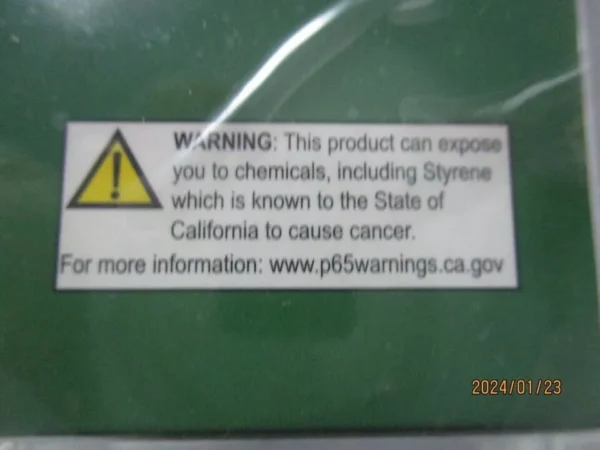 WARNING: This product can expose
you to chemicals, including Styrene
which is known to the State of
California to cause cancer.
For more information: www.p65warnings.ca.gov
2024/01/23